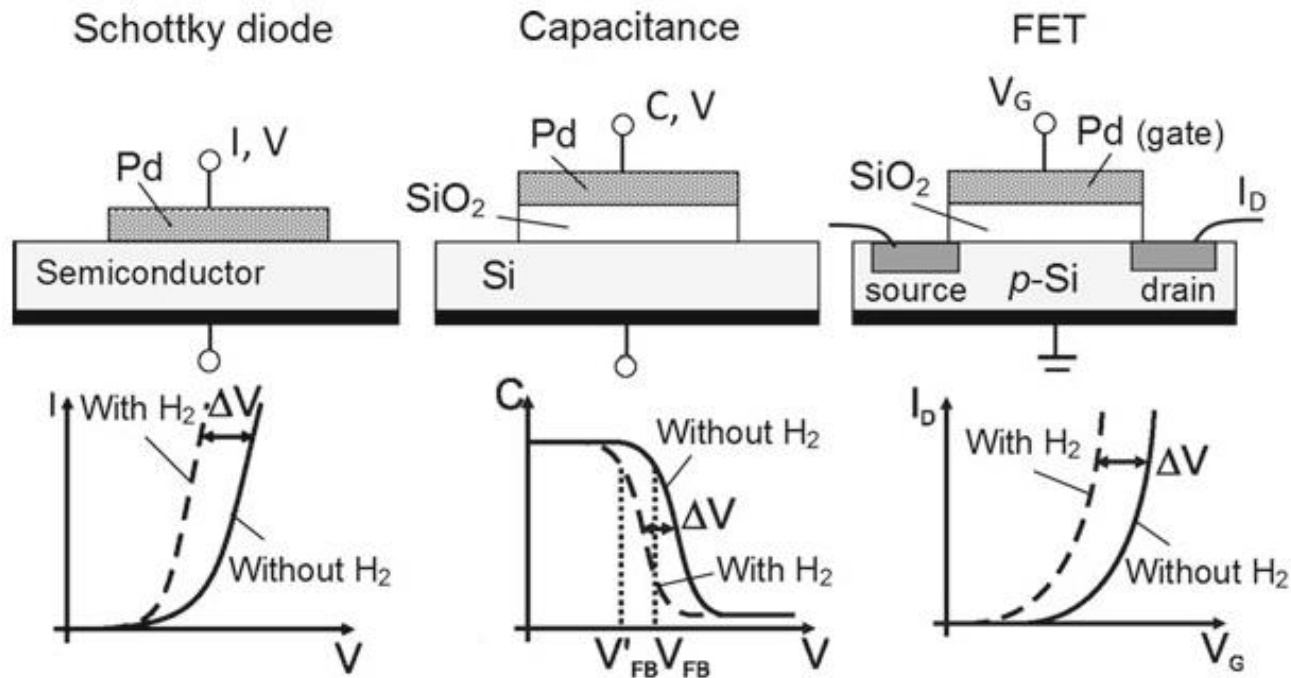 Schottky diode
Capacitance
FET
I, V
Pd
Semiconductor
C, V
Pd
SiO₂
Si
V_G
Pd (gate)
SiO₂
I_D
source
p-Si
drain
I
With H₂
ΔV
Without H₂
V
C
Without H₂
ΔV
With H₂
V'_FB V_FB
V
I_D
With H₂
ΔV
Without H₂
V_G